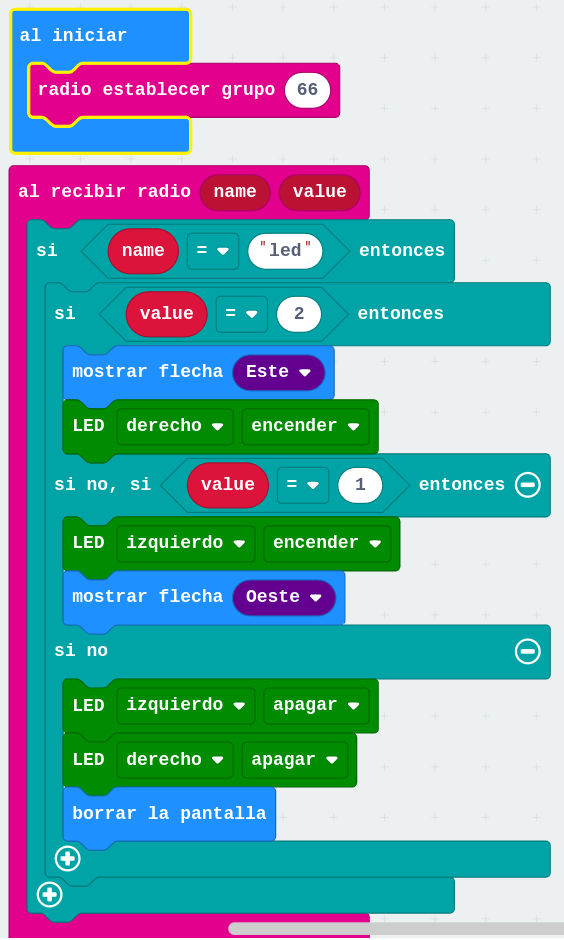 al iniciar
radio establecer grupo 66
al recibir radio name value
si name = "led" entonces
si value = 2 entonces
mostrar flecha Este
LED derecho encender
si no, si value = 1 entonces
LED izquierdo encender
mostrar flecha Oeste
si no
LED izquierdo apagar
LED derecho apagar
borrar la pantalla